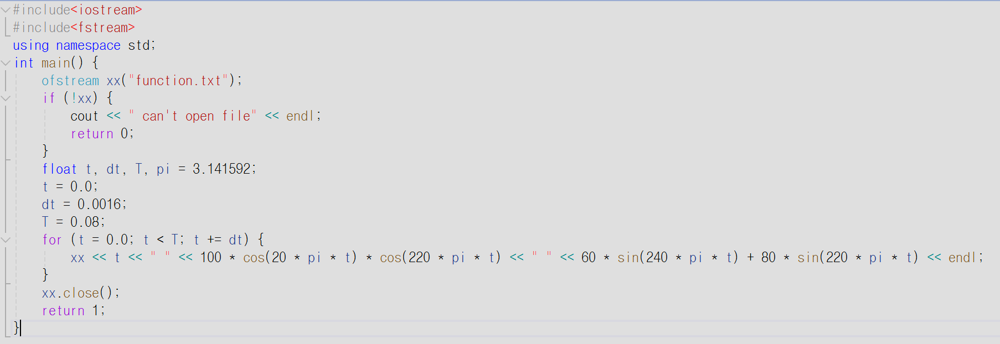 #include<iostream>
#include<fstream>
using namespace std;
int main() {
    ofstream xx("function.txt");
    if (!xx) {
        cout << " can't open file" << endl;
        return 0;
    }
    float t, dt, T, pi = 3.141592;
    t = 0.0;
    dt = 0.0016;
    T = 0.08;
    for (t = 0.0; t < T; t += dt) {
        xx << t << " " << 100 * cos(20 * pi * t) * cos(220 * pi * t) << " " << 60 * sin(240 * pi * t) + 80 * sin(220 * pi * t) << endl;
    }
    xx.close();
    return 1;
}